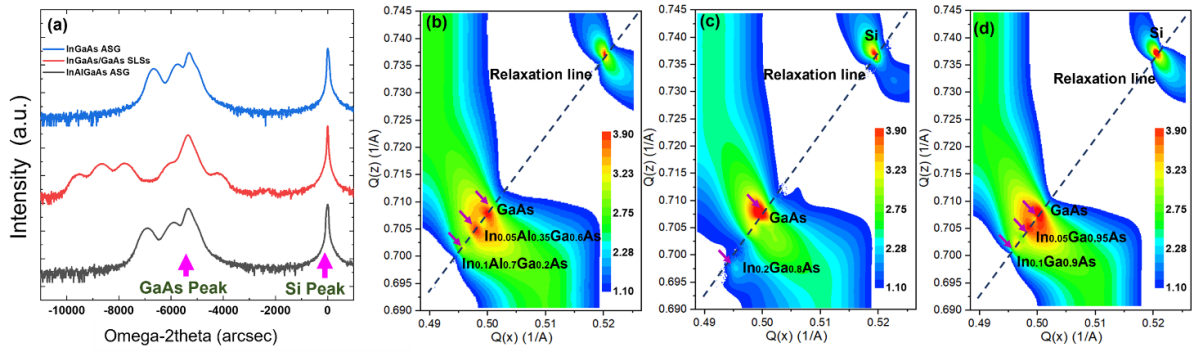 (a)
InGaAs ASG
InGaAs/GaAs SLSs
InAlGaAs ASG
Intensity (a.u.)
GaAs Peak
Si Peak
-10000 -8000 -6000 -4000 -2000 0
Omega-2theta (arcsec)
(b)
0.745
0.740
0.735
0.730
0.725
0.720
0.715
0.710
0.705
0.700
0.695
0.690
Q(z) (1/A)
Relaxation line
3.90
3.32
2.75
2.28
1.70
1.10
GaAs
In0.05Al0.35Ga0.6As
In0.1Al0.7Ga0.2As
0.49 0.50 0.51 0.52
Q(x) (1/A)
(c)
0.745
0.740
0.735
0.730
0.725
0.720
0.715
0.710
0.705
0.700
0.695
0.690
Q(z) (1/A)
Si
Relaxation line
3.90
3.32
2.75
2.28
1.70
1.10
GaAs
In0.2Ga0.8As
0.49 0.50 0.51 0.52
Q(x) (1/A)
(d)
0.745
0.740
0.735
0.730
0.725
0.720
0.715
0.710
0.705
0.700
0.695
0.690
Q(z) (1/A)
Si
Relaxation line
3.90
3.32
2.75
2.28
1.70
1.10
GaAs
In0.05Ga0.95As
In0.1Ga0.9As
0.49 0.50 0.51 0.52
Q(x) (1/A)